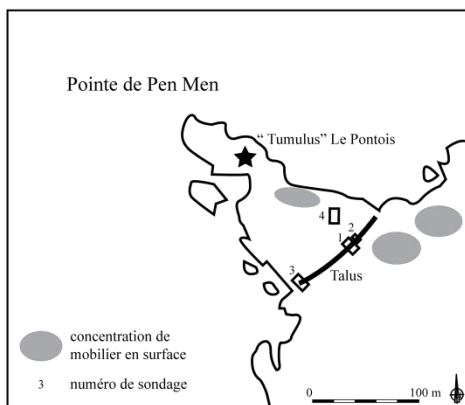 Pointe de Pen Men
“ Tumulus” Le Pontois
4
2
1
3
Talus
concentration de
mobilier en surface
3 numéro de sondage
0 100 m